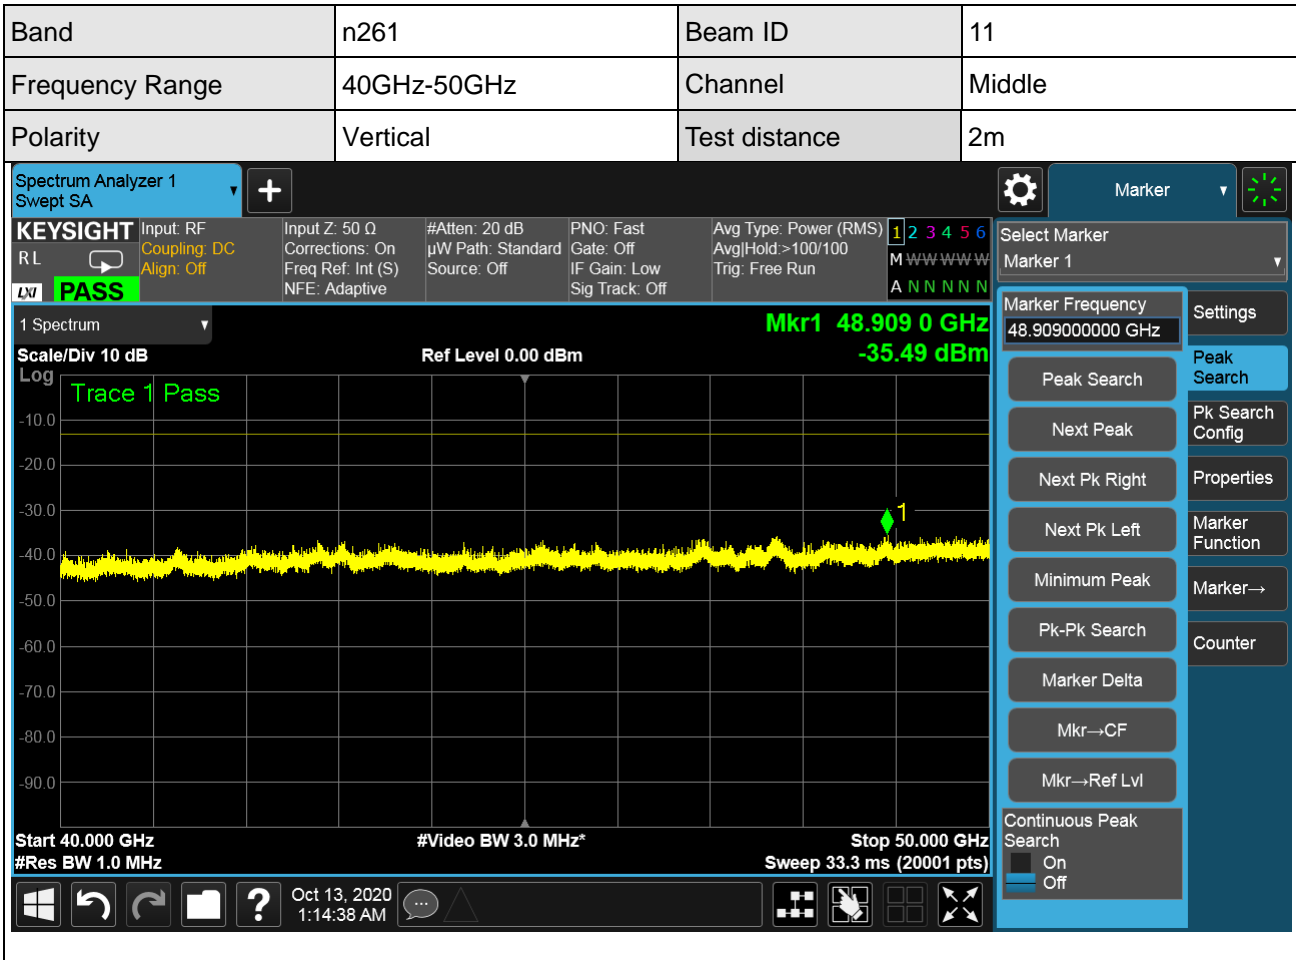 Band n261 Beam ID 11
Frequency Range 40GHz-50GHz Channel Middle
Polarity Vertical Test distance 2m
Spectrum Analyzer 1
Swept SA
+
Marker
KEYSIGHT
R L
LXI PASS
Input: RF
Coupling: DC
Align: Off
Input Z: 50 Ω
Corrections: On
Freq Ref: Int (S)
NFE: Adaptive
#Atten: 20 dB
µW Path: Standard
Source: Off
PNO: Fast
Gate: Off
IF Gain: Low
Sig Track: Off
Avg Type: Power (RMS)
Avg|Hold:>100/100
Trig: Free Run
1 2 3 4 5 6
M W W W W W
A N N N N N
Select Marker
Marker 1
1 Spectrum
Mkr1 48.909 0 GHz
Scale/Div 10 dB Ref Level 0.00 dBm -35.49 dBm
Log
Trace 1 Pass
-10.0
-20.0
-30.0
-40.0
-50.0
-60.0
-70.0
-80.0
-90.0
1
Start 40.000 GHz #Video BW 3.0 MHz* Stop 50.000 GHz
#Res BW 1.0 MHz Sweep 33.3 ms (20001 pts)
Marker Frequency
48.909000000 GHz
Peak Search
Next Peak
Next Pk Right
Next Pk Left
Minimum Peak
Pk-Pk Search
Marker Delta
Mkr→CF
Mkr→Ref Lvl
Continuous Peak
Search
On
Off
Settings
Peak
Search
Pk Search
Config
Properties
Marker
Function
Marker→
Counter
?
Oct 13, 2020
1:14:38 AM